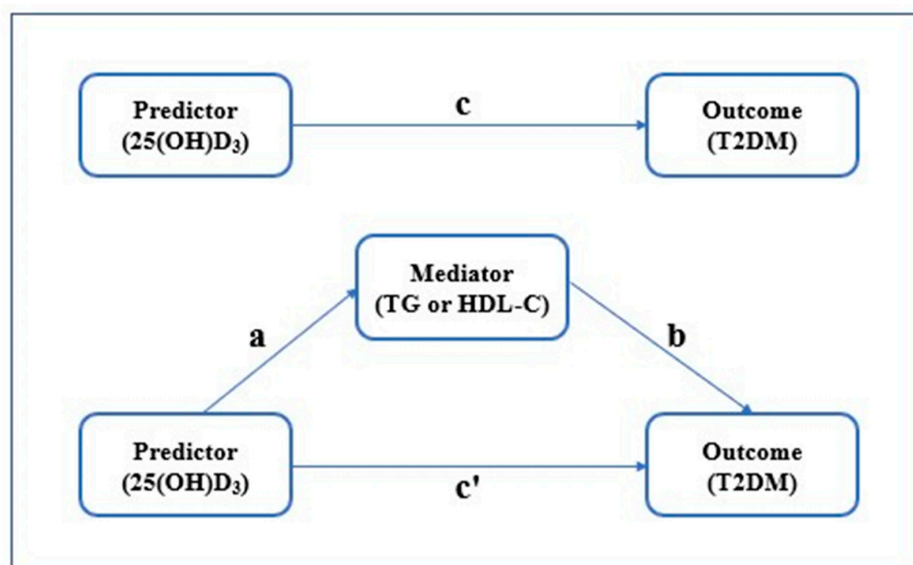 Predictor
(25(OH)D₃)
c
Outcome
(T2DM)
Mediator
(TG or HDL-C)
a
b
Predictor
(25(OH)D₃)
c'
Outcome
(T2DM)